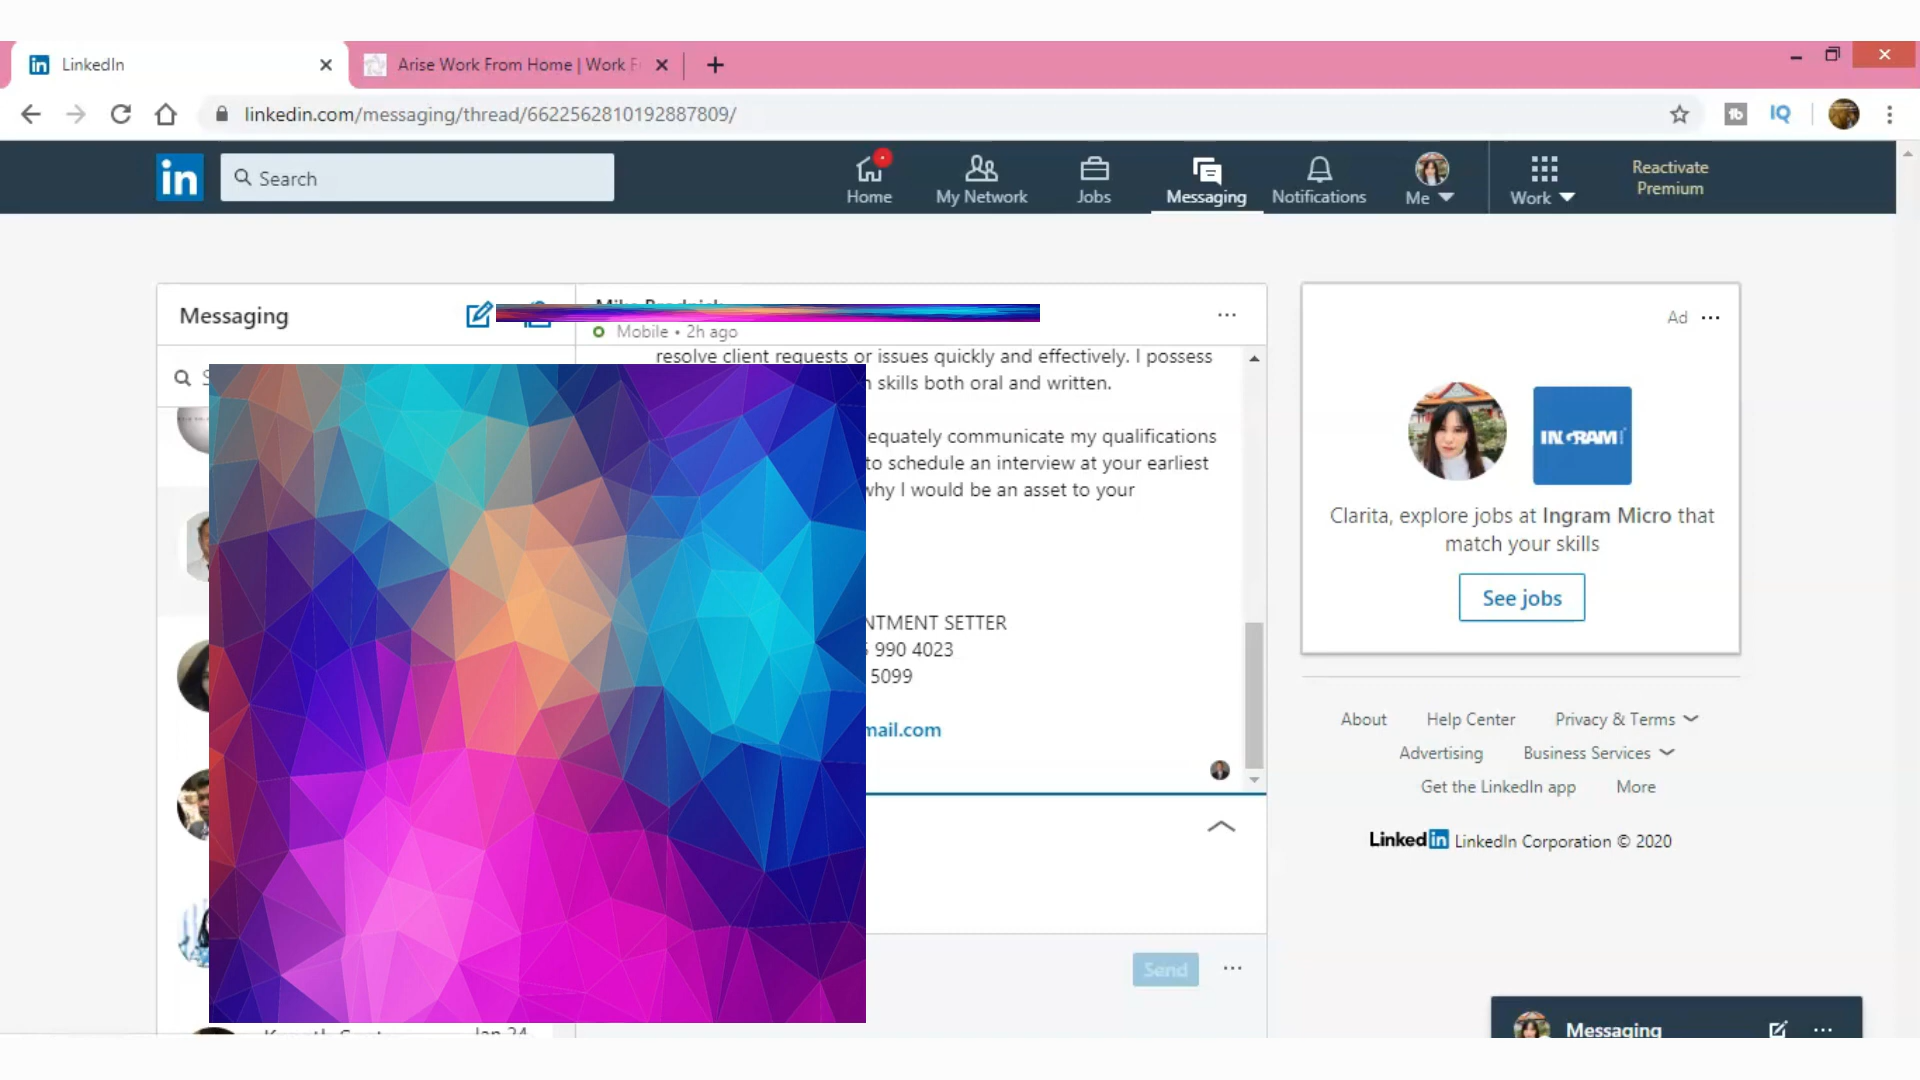 LinkedIn
Arise Work From Home | Work
linkedin.com/messaging/thread/6622562810192887809/
Search
Home
My Network
Jobs
Messaging
Notifications
Me
Work
Reactivate
Premium
Messaging
Mobile • 2h ago
resolve client requests or issues quickly and effectively. I possess
skills both oral and written.
equately communicate my qualifications
to schedule an interview at your earliest
why I would be an asset to your
NTMENT SETTER
990 4023
5099
mail.com
Send
Jan 24
Ad
INGRAM
Clarita, explore jobs at Ingram Micro that
match your skills
See jobs
About Help Center Privacy & Terms
Advertising Business Services
Get the LinkedIn app More
LinkedIn LinkedIn Corporation © 2020
Messaging